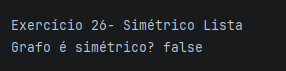 Exercício 26- Simétrico Lista
Grafo é simétrico? false